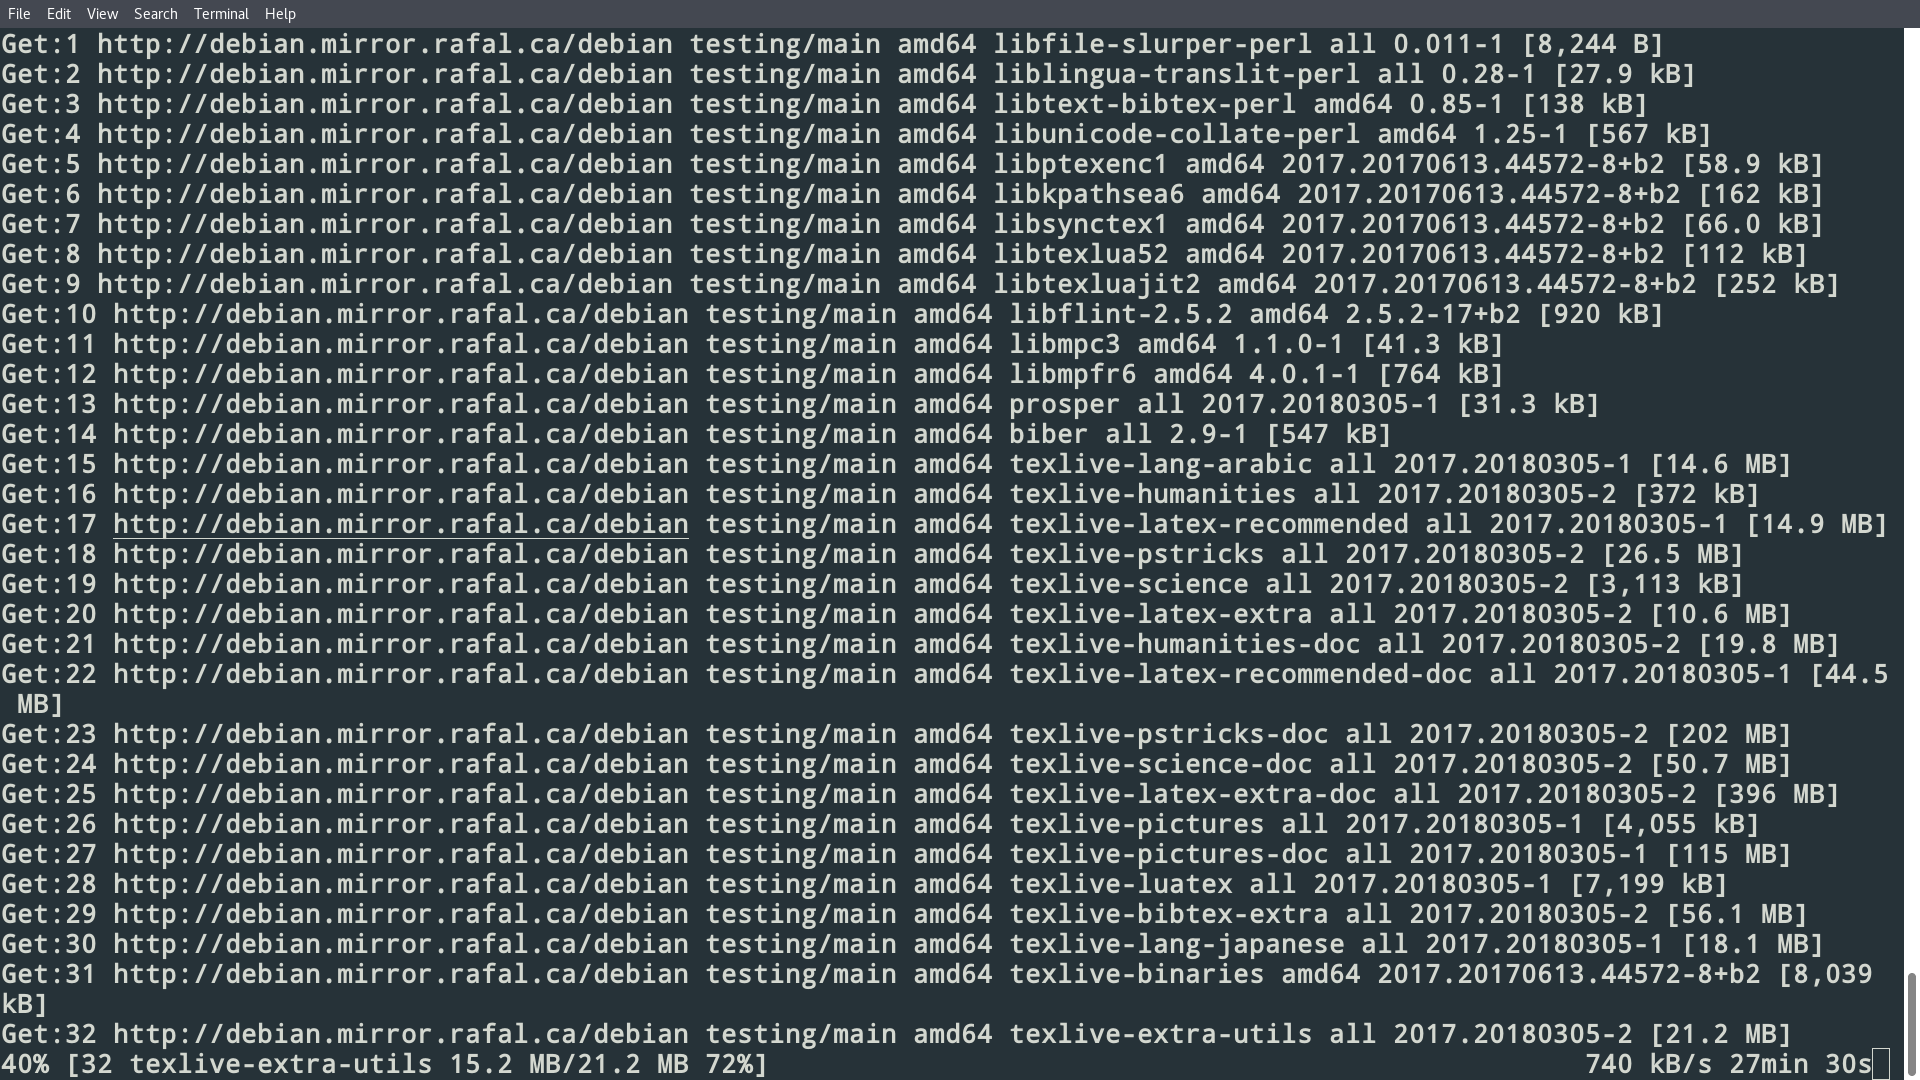 File Edit View Search Terminal Help
Get:1 http://debian.mirror.rafal.ca/debian testing/main amd64 libfile-slurper-perl all 0.011-1 [8,244 B]
Get:2 http://debian.mirror.rafal.ca/debian testing/main amd64 liblingua-translit-perl all 0.28-1 [27.9 kB]
Get:3 http://debian.mirror.rafal.ca/debian testing/main amd64 libtext-bibtex-perl amd64 0.85-1 [138 kB]
Get:4 http://debian.mirror.rafal.ca/debian testing/main amd64 libunicode-collate-perl amd64 1.25-1 [567 kB]
Get:5 http://debian.mirror.rafal.ca/debian testing/main amd64 libptexenc1 amd64 2017.20170613.44572-8+b2 [58.9 kB]
Get:6 http://debian.mirror.rafal.ca/debian testing/main amd64 libkpathsea6 amd64 2017.20170613.44572-8+b2 [162 kB]
Get:7 http://debian.mirror.rafal.ca/debian testing/main amd64 libsynctex1 amd64 2017.20170613.44572-8+b2 [66.0 kB]
Get:8 http://debian.mirror.rafal.ca/debian testing/main amd64 libtexlua52 amd64 2017.20170613.44572-8+b2 [112 kB]
Get:9 http://debian.mirror.rafal.ca/debian testing/main amd64 libtexluajit2 amd64 2017.20170613.44572-8+b2 [252 kB]
Get:10 http://debian.mirror.rafal.ca/debian testing/main amd64 libflint-2.5.2 amd64 2.5.2-17+b2 [920 kB]
Get:11 http://debian.mirror.rafal.ca/debian testing/main amd64 libmpc3 amd64 1.1.0-1 [41.3 kB]
Get:12 http://debian.mirror.rafal.ca/debian testing/main amd64 libmpfr6 amd64 4.0.1-1 [764 kB]
Get:13 http://debian.mirror.rafal.ca/debian testing/main amd64 prosper all 2017.20180305-1 [31.3 kB]
Get:14 http://debian.mirror.rafal.ca/debian testing/main amd64 biber all 2.9-1 [547 kB]
Get:15 http://debian.mirror.rafal.ca/debian testing/main amd64 texlive-lang-arabic all 2017.20180305-1 [14.6 MB]
Get:16 http://debian.mirror.rafal.ca/debian testing/main amd64 texlive-humanities all 2017.20180305-2 [372 kB]
Get:17 http://debian.mirror.rafal.ca/debian testing/main amd64 texlive-latex-recommended all 2017.20180305-1 [14.9 MB]
Get:18 http://debian.mirror.rafal.ca/debian testing/main amd64 texlive-pstricks all 2017.20180305-2 [26.5 MB]
Get:19 http://debian.mirror.rafal.ca/debian testing/main amd64 texlive-science all 2017.20180305-2 [3,113 kB]
Get:20 http://debian.mirror.rafal.ca/debian testing/main amd64 texlive-latex-extra all 2017.20180305-2 [10.6 MB]
Get:21 http://debian.mirror.rafal.ca/debian testing/main amd64 texlive-humanities-doc all 2017.20180305-2 [19.8 MB]
Get:22 http://debian.mirror.rafal.ca/debian testing/main amd64 texlive-latex-recommended-doc all 2017.20180305-1 [44.5
 MB]
Get:23 http://debian.mirror.rafal.ca/debian testing/main amd64 texlive-pstricks-doc all 2017.20180305-2 [202 MB]
Get:24 http://debian.mirror.rafal.ca/debian testing/main amd64 texlive-science-doc all 2017.20180305-2 [50.7 MB]
Get:25 http://debian.mirror.rafal.ca/debian testing/main amd64 texlive-latex-extra-doc all 2017.20180305-2 [396 MB]
Get:26 http://debian.mirror.rafal.ca/debian testing/main amd64 texlive-pictures all 2017.20180305-1 [4,055 kB]
Get:27 http://debian.mirror.rafal.ca/debian testing/main amd64 texlive-pictures-doc all 2017.20180305-1 [115 MB]
Get:28 http://debian.mirror.rafal.ca/debian testing/main amd64 texlive-luatex all 2017.20180305-1 [7,199 kB]
Get:29 http://debian.mirror.rafal.ca/debian testing/main amd64 texlive-bibtex-extra all 2017.20180305-2 [56.1 MB]
Get:30 http://debian.mirror.rafal.ca/debian testing/main amd64 texlive-lang-japanese all 2017.20180305-1 [18.1 MB]
Get:31 http://debian.mirror.rafal.ca/debian testing/main amd64 texlive-binaries amd64 2017.20170613.44572-8+b2 [8,039
kB]
Get:32 http://debian.mirror.rafal.ca/debian testing/main amd64 texlive-extra-utils all 2017.20180305-2 [21.2 MB]
40% [32 texlive-extra-utils 15.2 MB/21.2 MB 72%] 740 kB/s 27min 30s